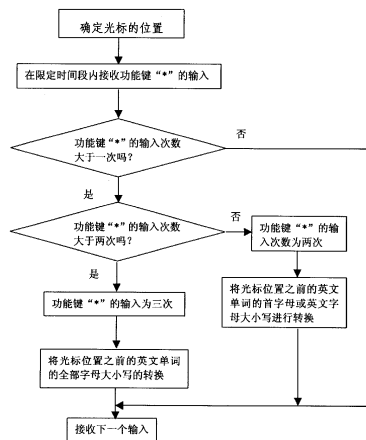 确定光标的位置
在限定时间段内接收功能键“*”的输入
功能键“*”的输入次数
大于一次吗？
否
是
功能键“*”的输入次数
大于两次吗？
否
功能键“*”的输
入次数为两次
是
功能键“*”的输入为三次
将光标位置之前的英文
单词的首字母或英文字
母大小写进行转换
将光标位置之前的英文单词
的全部字母大小写的转换
接收下一个输入